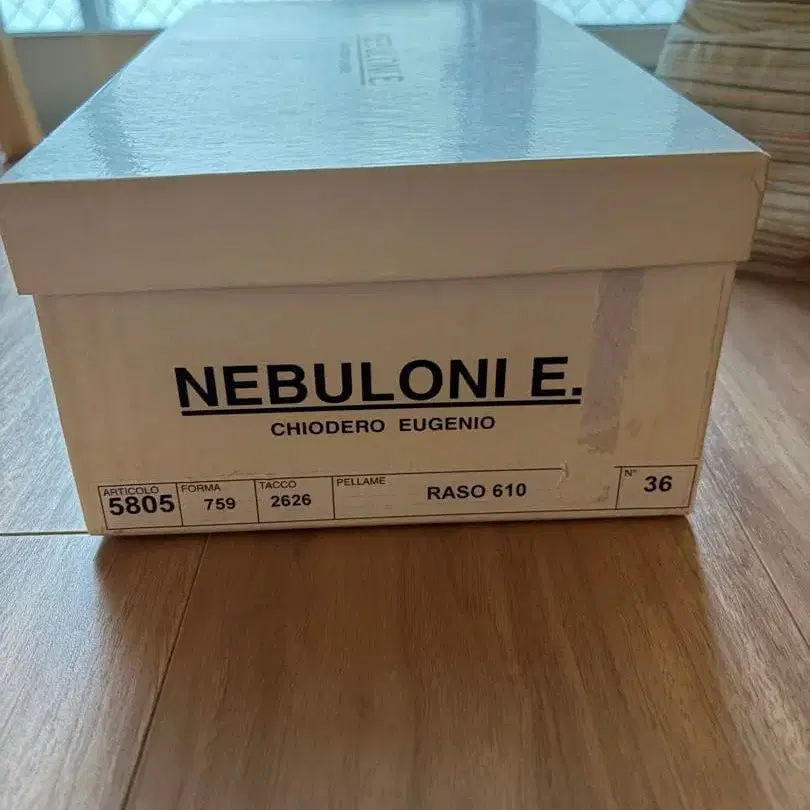 NEBULONI E.
CHIODERO EUGENIO
ARTICOLO FORMA TACCO PELLAME N°
5805 759 2626 RASO 610 36